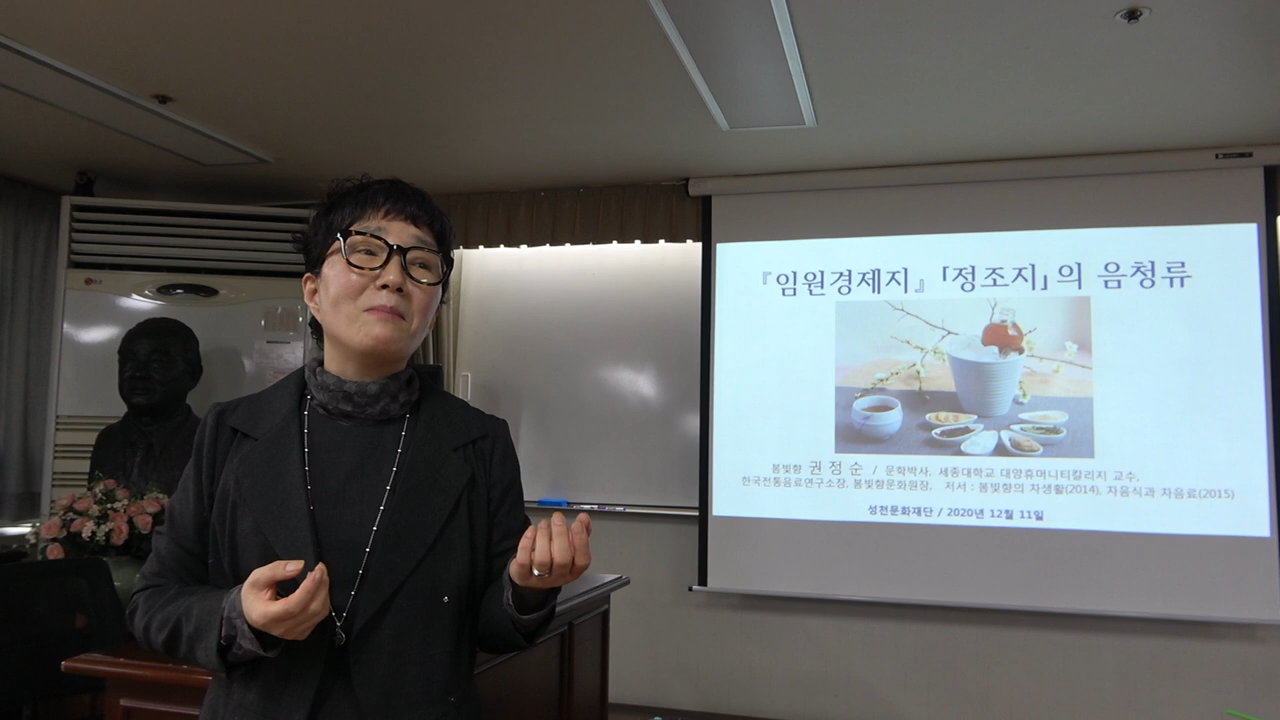 LG
『임원경제지』「정조지」의 음청류
봄빛향 권 정 순 / 문학박사, 세종대학교 대양휴머니티칼리지 교수,
한국전통음료연구소장, 봄빛향문화원장, 저서 : 봄빛향의 차생활(2014), 차음식과 차음료(2015)
성천문화재단 / 2020년 12월 11일